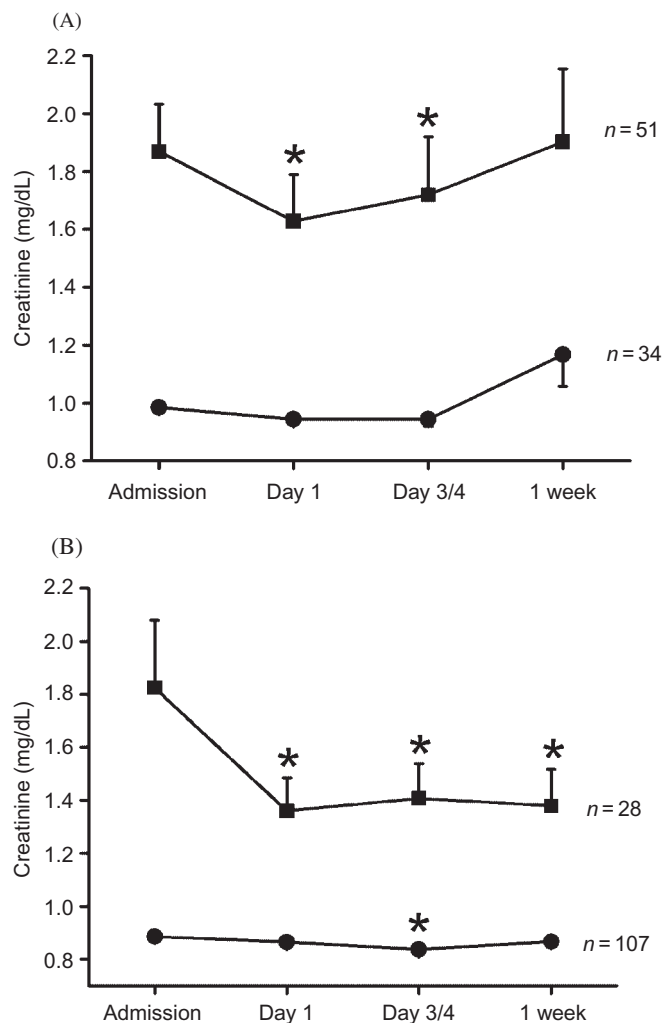 (A)
2.2
2.0
1.8
1.6
1.4
1.2
1.0
0.8
Creatinine (mg/dL)
*
*
n = 51
n = 34
Admission Day 1 Day 3/4 1 week
(B)
2.2
2.0
1.8
1.6
1.4
1.2
1.0
0.8
Creatinine (mg/dL)
*
*
*
n = 28
*
n = 107
Admission Day 1 Day 3/4 1 week